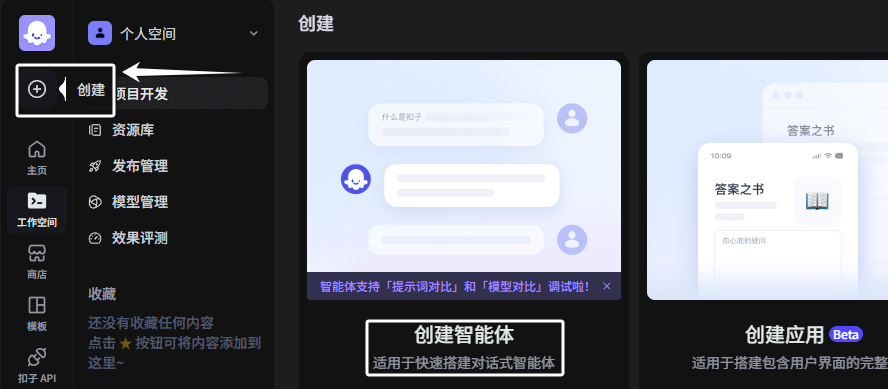 个人空间
创建
项目开发
资源库
发布管理
模型管理
效果评测
收藏
还没有收藏任何内容
点击 ★ 按钮可将内容添加到
这里~
主页
工作空间
商店
模板
扣子 API
创建
什么是扣子
智能体支持「提示词对比」和「模型对比」调试啦！
创建智能体
适用于快速搭建对话式智能体
答案之书
10:09
答案之书
你心底的疑问
创建应用 Beta
适用于搭建包含用户界面的完整